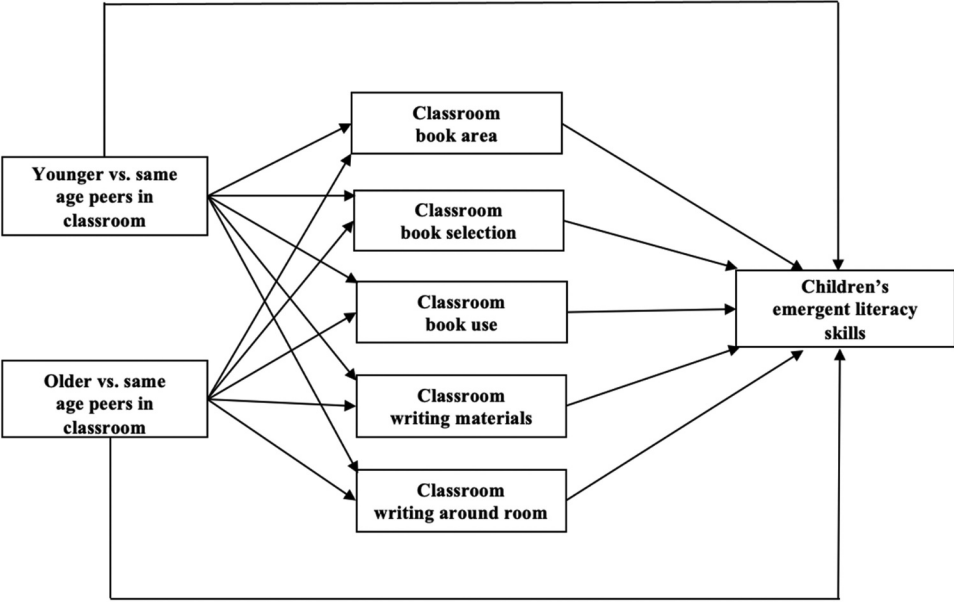 Younger vs. same
age peers in
classroom
Older vs. same
age peers in
classroom
Classroom
book area
Classroom
book selection
Classroom
book use
Classroom
writing materials
Classroom
writing around room
Children’s
emergent literacy
skills